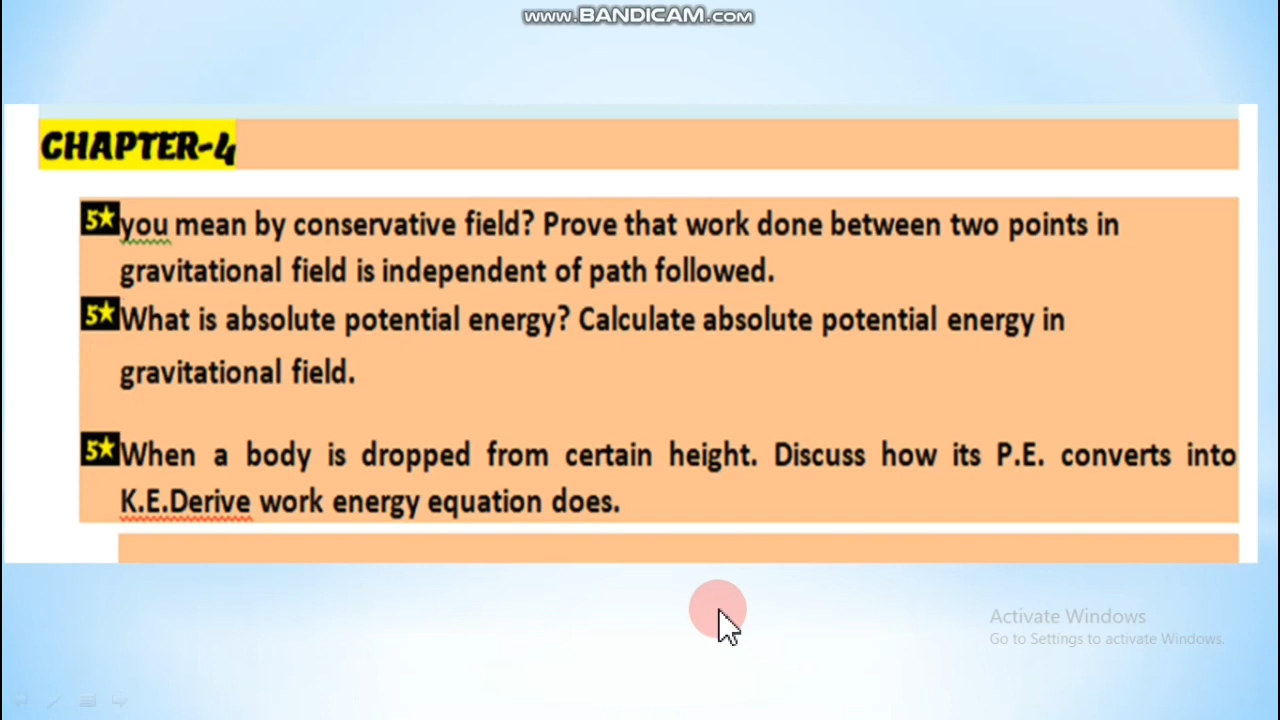 www.BANDICAM.com
CHAPTER-4
5★you mean by conservative field? Prove that work done between two points in
gravitational field is independent of path followed.
5★What is absolute potential energy? Calculate absolute potential energy in
gravitational field.
5★When a body is dropped from certain height. Discuss how its P.E. converts into
K.E.Derive work energy equation does.
Activate Windows
Go to Settings to activate Windows.